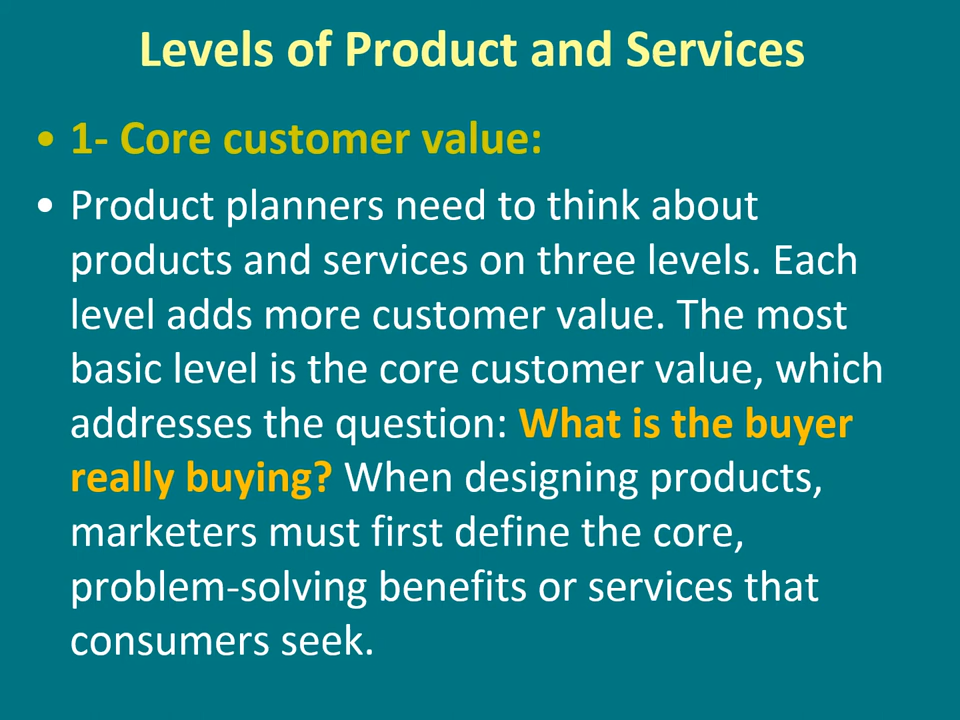 Levels of Product and Services
• 1- Core customer value:
• Product planners need to think about
products and services on three levels. Each
level adds more customer value. The most
basic level is the core customer value, which
addresses the question: What is the buyer
really buying? When designing products,
marketers must first define the core,
problem-solving benefits or services that
consumers seek.